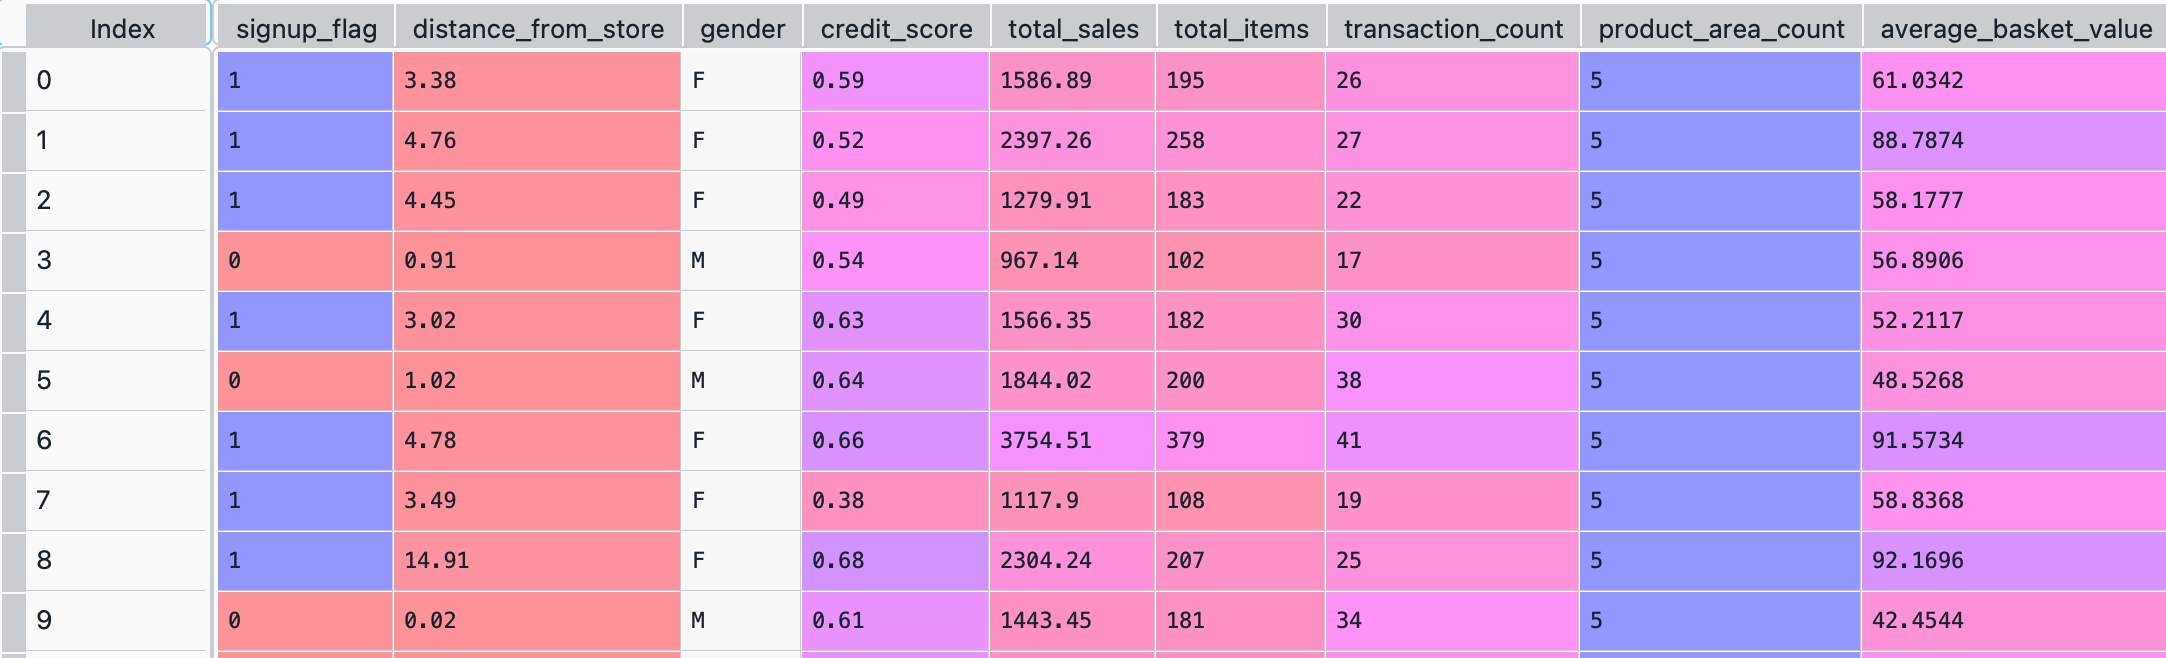 Index signup_flag distance_from_store gender credit_score total_sales total_items transaction_count product_area_count average_basket_value
0 1 3.38 F 0.59 1586.89 195 26 5 61.0342
1 1 4.76 F 0.52 2397.26 258 27 5 88.7874
2 1 4.45 F 0.49 1279.91 183 22 5 58.1777
3 0 0.91 M 0.54 967.14 102 17 5 56.8906
4 1 3.02 F 0.63 1566.35 182 30 5 52.2117
5 0 1.02 M 0.64 1844.02 200 38 5 48.5268
6 1 4.78 F 0.66 3754.51 379 41 5 91.5734
7 1 3.49 F 0.38 1117.9 108 19 5 58.8368
8 1 14.91 F 0.68 2304.24 207 25 5 92.1696
9 0 0.02 M 0.61 1443.45 181 34 5 42.4544